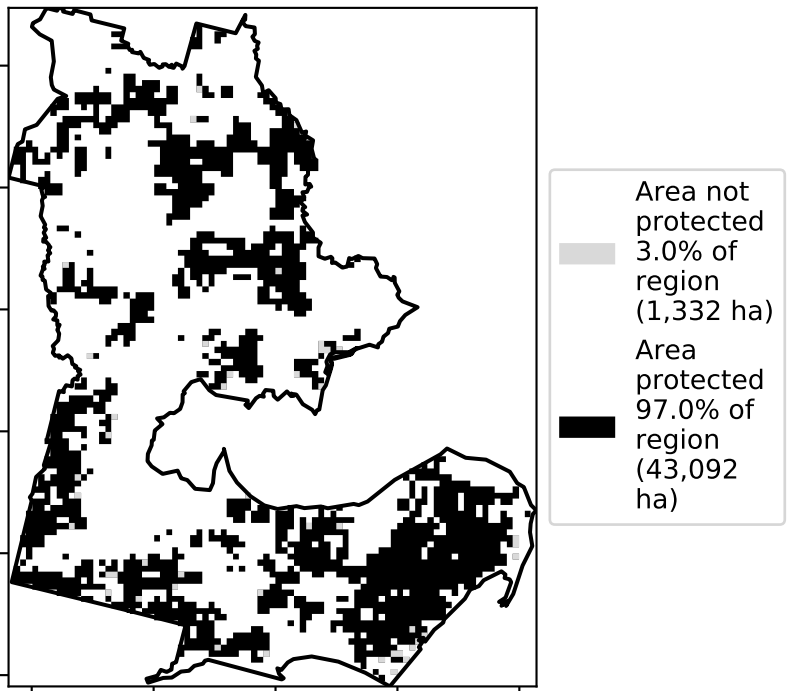 Area not
protected
3.0% of
region
(1,332 ha)
Area
protected
97.0% of
region
(43,092
ha)